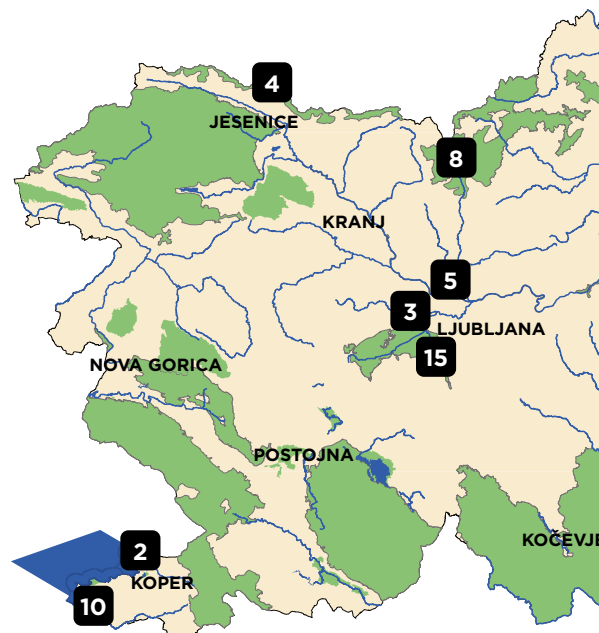 4
JESENICE
8
KRANJ
5
3
LJUBLJANA
15
NOVA GORICA
POSTOJNA
KOČEVJE
2
KOPER
10